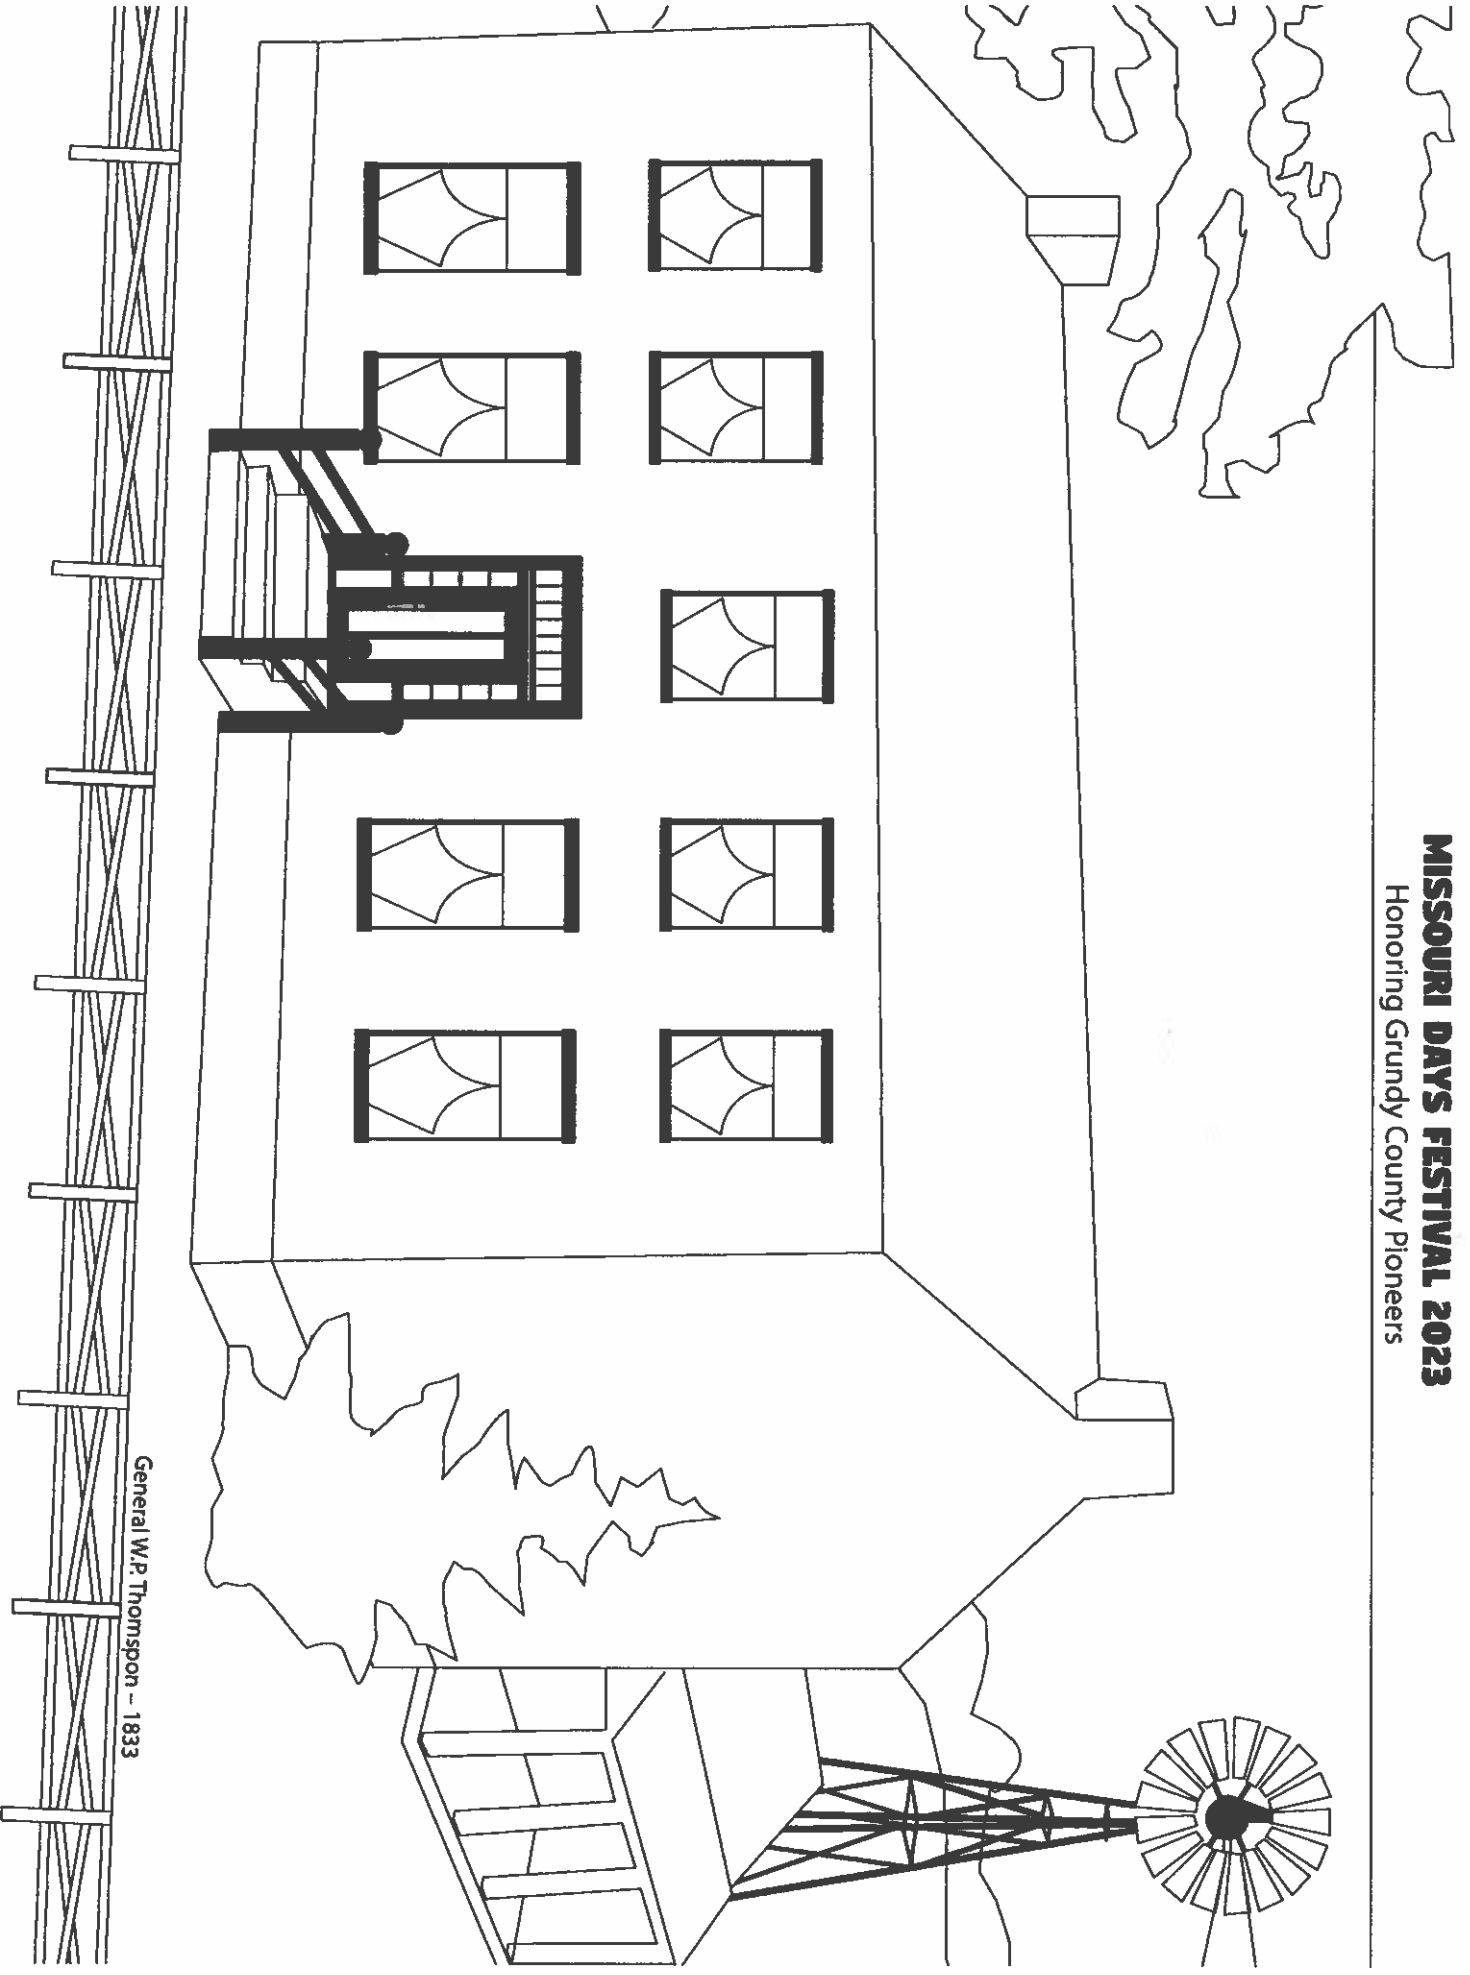 MISSOURI DAYS FESTIVAL 2023
Honoring Grundy County Pioneers
General W.P. Thomspon – 1833